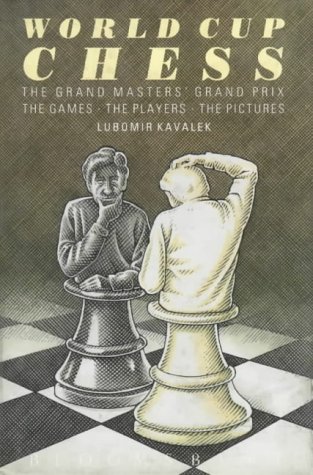 WORLD CUP
CHESS
THE GRAND MASTERS' GRAND PRIX
THE GAMES · THE PLAYERS · THE PICTURES
LUBOMIR KAVALEK